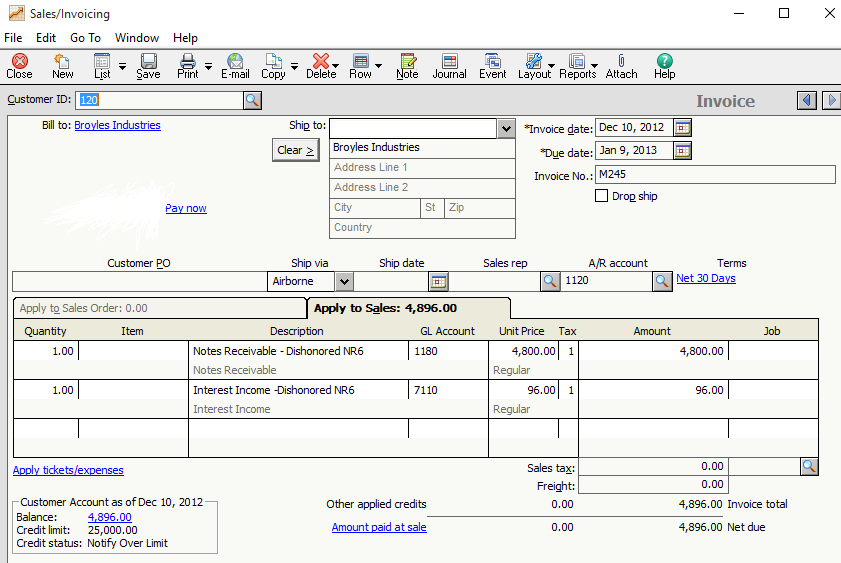 Sales/Invoicing
File Edit Go To Window Help
Close New List Save Print E-mail Copy Delete Row Note Journal Event Layout Reports Attach Help
Customer ID: 120 Invoice
Bill to: Broyles Industries Ship to: *Invoice date: Dec 10, 2012
Clear > Broyles Industries *Due date: Jan 9, 2013
Address Line 1 Invoice No.: M245
Address Line 2 Drop ship
Pay now City St Zip
Country
Customer PO Ship via Ship date Sales rep A/R account Terms
Airborne 1120 Net 30 Days
Apply to Sales Order: 0.00 Apply to Sales: 4,896.00
Quantity Item Description GL Account Unit Price Tax Amount Job
1.00 Notes Receivable - Dishonored NR6 1180 4,800.00 1 4,800.00
Notes Receivable Regular
1.00 Interest Income -Dishonored NR6 7110 96.00 1 96.00
Interest Income Regular
Apply tickets/expenses Sales tax: 0.00
Freight: 0.00
Customer Account as of Dec 10, 2012 Other applied credits 0.00 4,896.00 Invoice total
Balance: 4,896.00 Amount paid at sale 0.00 4,896.00 Net due
Credit limit: 25,000.00
Credit status: Notify Over Limit